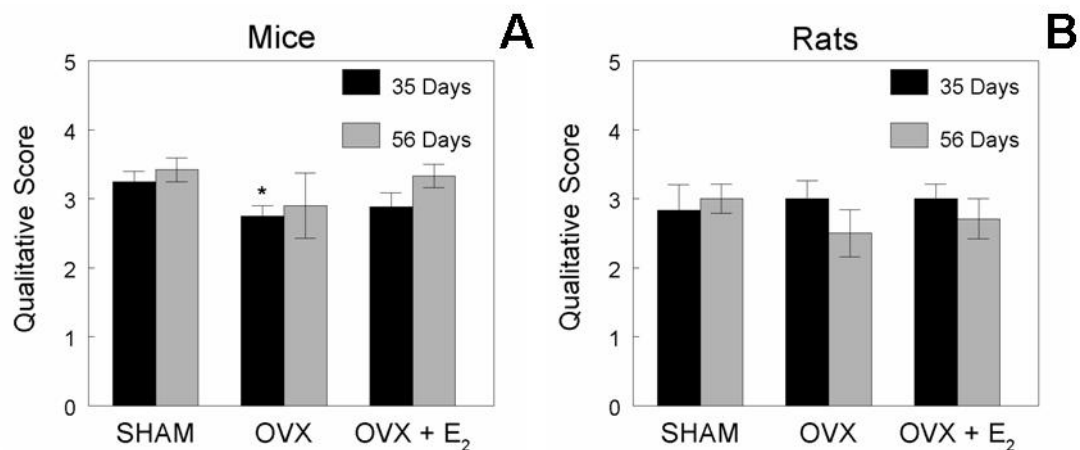 Mice
A
5
4
3
2
1
0
Qualitative Score
35 Days
56 Days
*
SHAM
OVX
OVX + E₂
Rats
B
5
4
3
2
1
0
Qualitative Score
35 Days
56 Days
SHAM
OVX
OVX + E₂